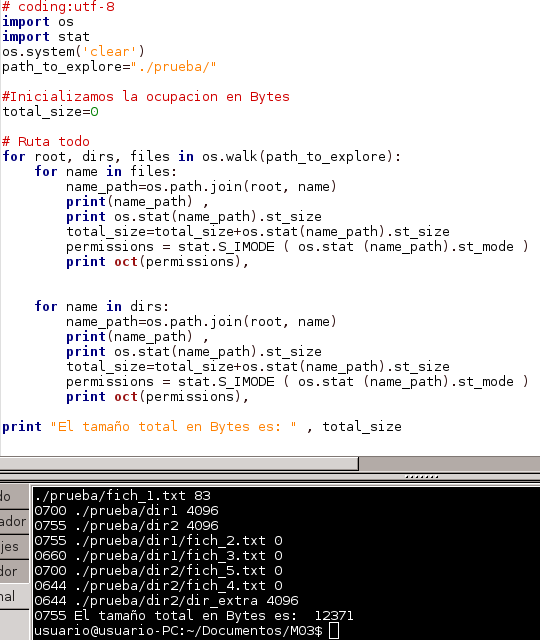 # coding:utf-8
import os
import stat
os.system('clear')
path_to_explore="./prueba/"
#Inicializamos la ocupacion en Bytes
total_size=0
# Ruta todo
for root, dirs, files in os.walk(path_to_explore):
    for name in files:
        name_path=os.path.join(root, name)
        print(name_path) ,
        print os.stat(name_path).st_size
        total_size=total_size+os.stat(name_path).st_size
        permissions = stat.S_IMODE ( os.stat (name_path).st_mode )
        print oct(permissions),
    for name in dirs:
        name_path=os.path.join(root, name)
        print(name_path) ,
        print os.stat(name_path).st_size
        total_size=total_size+os.stat(name_path).st_size
        permissions = stat.S_IMODE ( os.stat (name_path).st_mode )
        print oct(permissions),
print "El tamaño total en Bytes es: " , total_size
do
ador
jes
dor
nal
./prueba/fich_1.txt 83
0700 ./prueba/dir1 4096
0755 ./prueba/dir2 4096
0755 ./prueba/dir1/fich_2.txt 0
0660 ./prueba/dir1/fich_3.txt 0
0700 ./prueba/dir2/fich_5.txt 0
0644 ./prueba/dir2/fich_4.txt 0
0644 ./prueba/dir2/dir_extra 4096
0755 El tamaño total en Bytes es:  12371
usuario@usuario-PC:~/Documentos/M03$